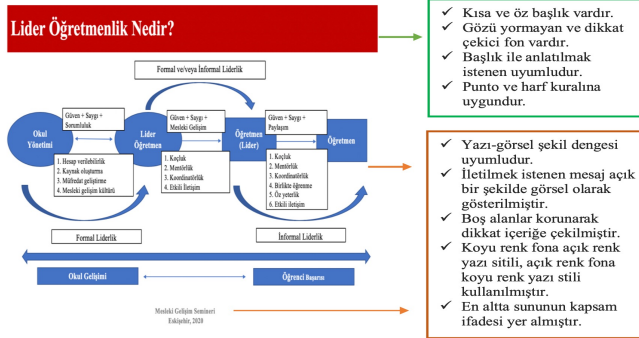 Lider Öğretmenlik Nedir?
Formal ve/veya İnformal Liderlik
Güven + Saygı +
Sorumluluk
Güven + Saygı +
Mesleki Gelişim
Güven + Saygı +
Paylaşım
Okul
Yönetimi
Lider
Öğretmen
Öğretmen
(Lider)
Öğretmen
1. Hesap verilebilirlik
2. Kaynak oluşturma
3. Müfredat geliştirme
4. Mesleki gelişim kültürü
1. Koçluk
2. Mentörlük
3. Koordinatörlük
4. Etkili İletişim
1. Koçluk
2. Mentörlük
3. Koordinatörlük
4. Birlikte öğrenme
5. Öz yeterlik
6. Etkili iletişim
Formal Liderlik
İnformal Liderlik
Okul Gelişimi
Öğrenci Başarısı
Mesleki Gelişim Semineri
Eskişehir, 2020
✓ Kısa ve öz başlık vardır.
✓ Gözü yormayan ve dikkat
çekici fon vardır.
✓ Başlık ile anlatılmak
istenen uyumludur.
✓ Punto ve harf kuralına
uygundur.
✓ Yazı-görsel şekil dengesi
uyumludur.
✓ İletilmek istenen mesaj açık
bir şekilde görsel olarak
gösterilmiştir.
✓ Boş alanlar korunarak
dikkat içeriğe çekilmiştir.
✓ Koyu renk fona açık renk
yazı sitili, açık renk fona
koyu renk yazı stili
kullanılmıştır.
✓ En altta sununun kapsam
ifadesi yer almıştır.